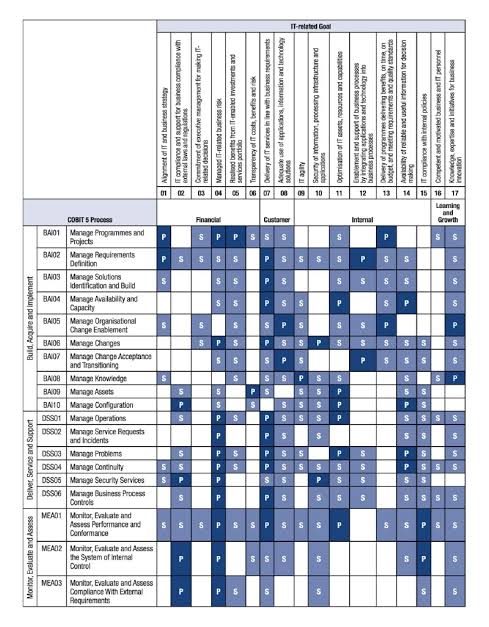 IT-related Goal
Alignment of IT and business strategy
IT compliance and support for business compliance with external laws and regulations
Commitment of executive management for making IT-related decisions
Managed IT-related business risk
Realised benefits from IT-enabled investments and services portfolio
Transparency of IT costs, benefits and risk
Delivery of IT services in line with business requirements
Adequate use of applications, information and technology solutions
IT agility
Security of information, processing infrastructure and applications
Optimisation of IT assets, resources and capabilities
Enablement and support of business processes by integrating applications and technology into business processes
Delivery of programmes delivering benefits, on time, on budget, and meeting requirements and quality standards
Availability of reliable and useful information for decision making
IT compliance with internal policies
Competent and motivated business and IT personnel
Knowledge, expertise and initiatives for business innovation
01 02 03 04 05 06 07 08 09 10 11 12 13 14 15 16 17
COBIT 5 Process Financial Customer Internal Learning and Growth
Build, Acquire and Implement
BAI01 Manage Programmes and Projects P S P P S S S S P S S
BAI02 Manage Requirements Definition P S S S S P S S S S P S S S
BAI03 Manage Solutions Identification and Build S S S P S S S S S
BAI04 Manage Availability and Capacity S S P S S P S P S
BAI05 Manage Organisational Change Enablement S S S S P S S S P P
BAI06 Manage Changes S P S P S S P S S S S S S
BAI07 Manage Change Acceptance and Transitioning S S S P S P S S S S
BAI08 Manage Knowledge S S S S P S S S S P
BAI09 Manage Assets S S P S S S P S S
BAI10 Manage Configuration P S S S S S P P S
Deliver, Service and Support
DSS01 Manage Operations S P S P S S S P S S S S
DSS02 Manage Service Requests and Incidents P P S S S S S
DSS03 Manage Problems S P S P S S P S P S S
DSS04 Manage Continuity S S P S P S S S S S P S S S
DSS05 Manage Security Services S P P S S P S S S S
DSS06 Manage Business Process Controls S P P S S S S S S S
Monitor, Evaluate and Assess
MEA01 Monitor, Evaluate and Assess Performance and Conformance S S S P S S P S S S P S S P S S
MEA02 Monitor, Evaluate and Assess the System of Internal Control P P S S S S S P S
MEA03 Monitor, Evaluate and Assess Compliance With External Requirements P P S S S S S